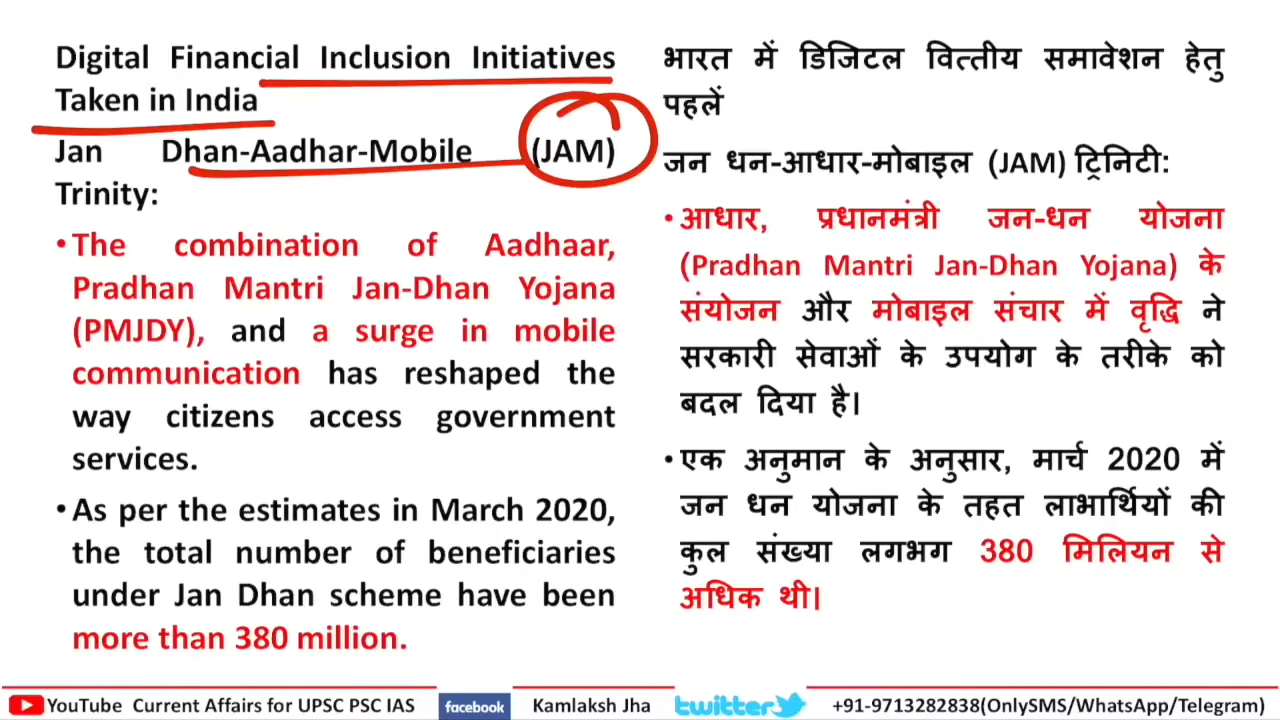 Digital Financial Inclusion Initiatives
Taken in India
Jan Dhan-Aadhar-Mobile (JAM)
Trinity:
•The combination of Aadhaar,
Pradhan Mantri Jan-Dhan Yojana
(PMJDY), and a surge in mobile
communication has reshaped the
way citizens access government
services.
•As per the estimates in March 2020,
the total number of beneficiaries
under Jan Dhan scheme have been
more than 380 million.
भारत में डिजिटल वित्तीय समावेशन हेतु
पहलें
जन धन-आधार-मोबाइल (JAM) ट्रिनिटी:
•आधार, प्रधानमंत्री जन-धन योजना
(Pradhan Mantri Jan-Dhan Yojana) के
संयोजन और मोबाइल संचार में वृद्धि ने
सरकारी सेवाओं के उपयोग के तरीके को
बदल दिया है।
•एक अनुमान के अनुसार, मार्च 2020 में
जन धन योजना के तहत लाभार्थियों की
कुल संख्या लगभग 380 मिलियन से
अधिक थी।
YouTube Current Affairs for UPSC PSC IAS facebook Kamlaksh Jha twitter +91-9713282838(OnlySMS/WhatsApp/Telegram)